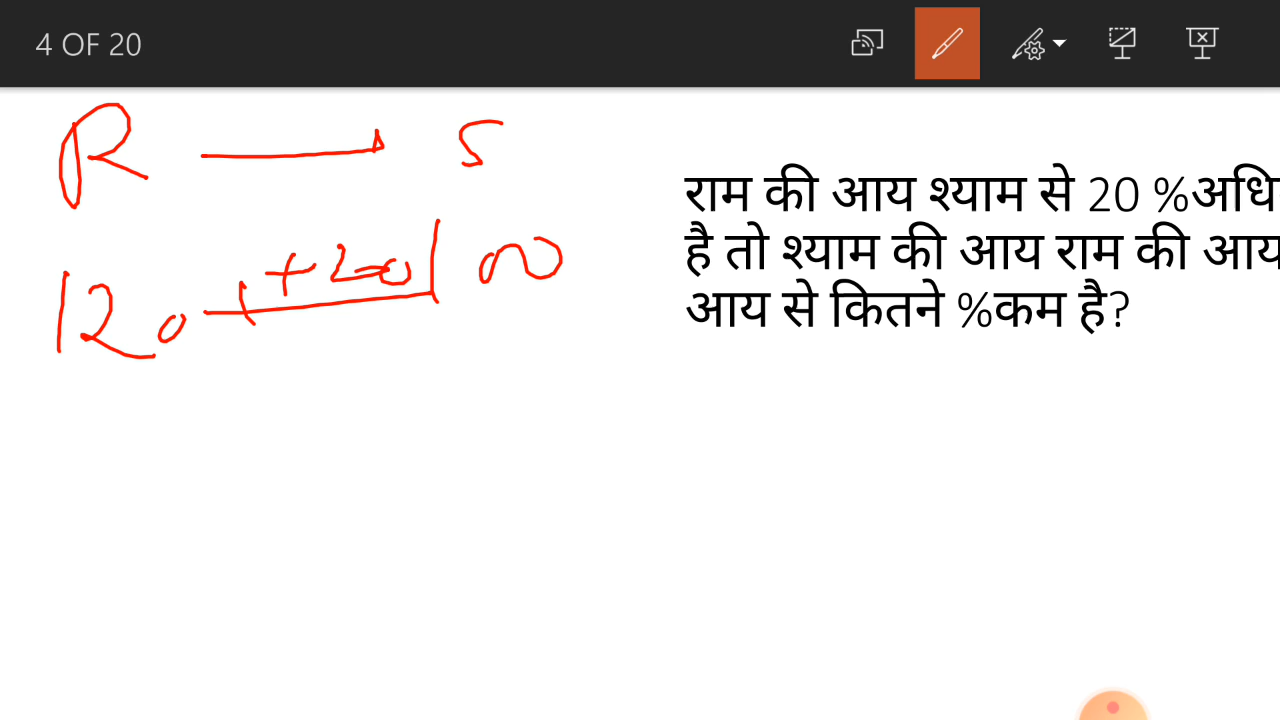 4 OF 20
R S
राम की आय श्याम से 20 %अधि
120 +20 100
है तो श्याम की आय राम की आय
आय से कितने %कम है?